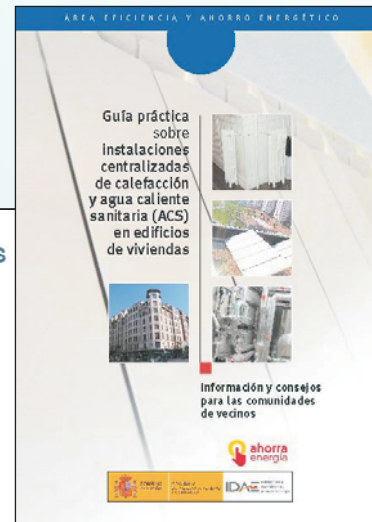 ÁREA EFICIENCIA Y AHORRO ENERGÉTICO
Guía práctica
sobre
instalaciones
centralizadas
de calefacción
y agua caliente
sanitaria (ACS)
en edificios
de viviendas
s
Información y consejos
para las comunidades
de vecinos
ahorra
energía
IDAE